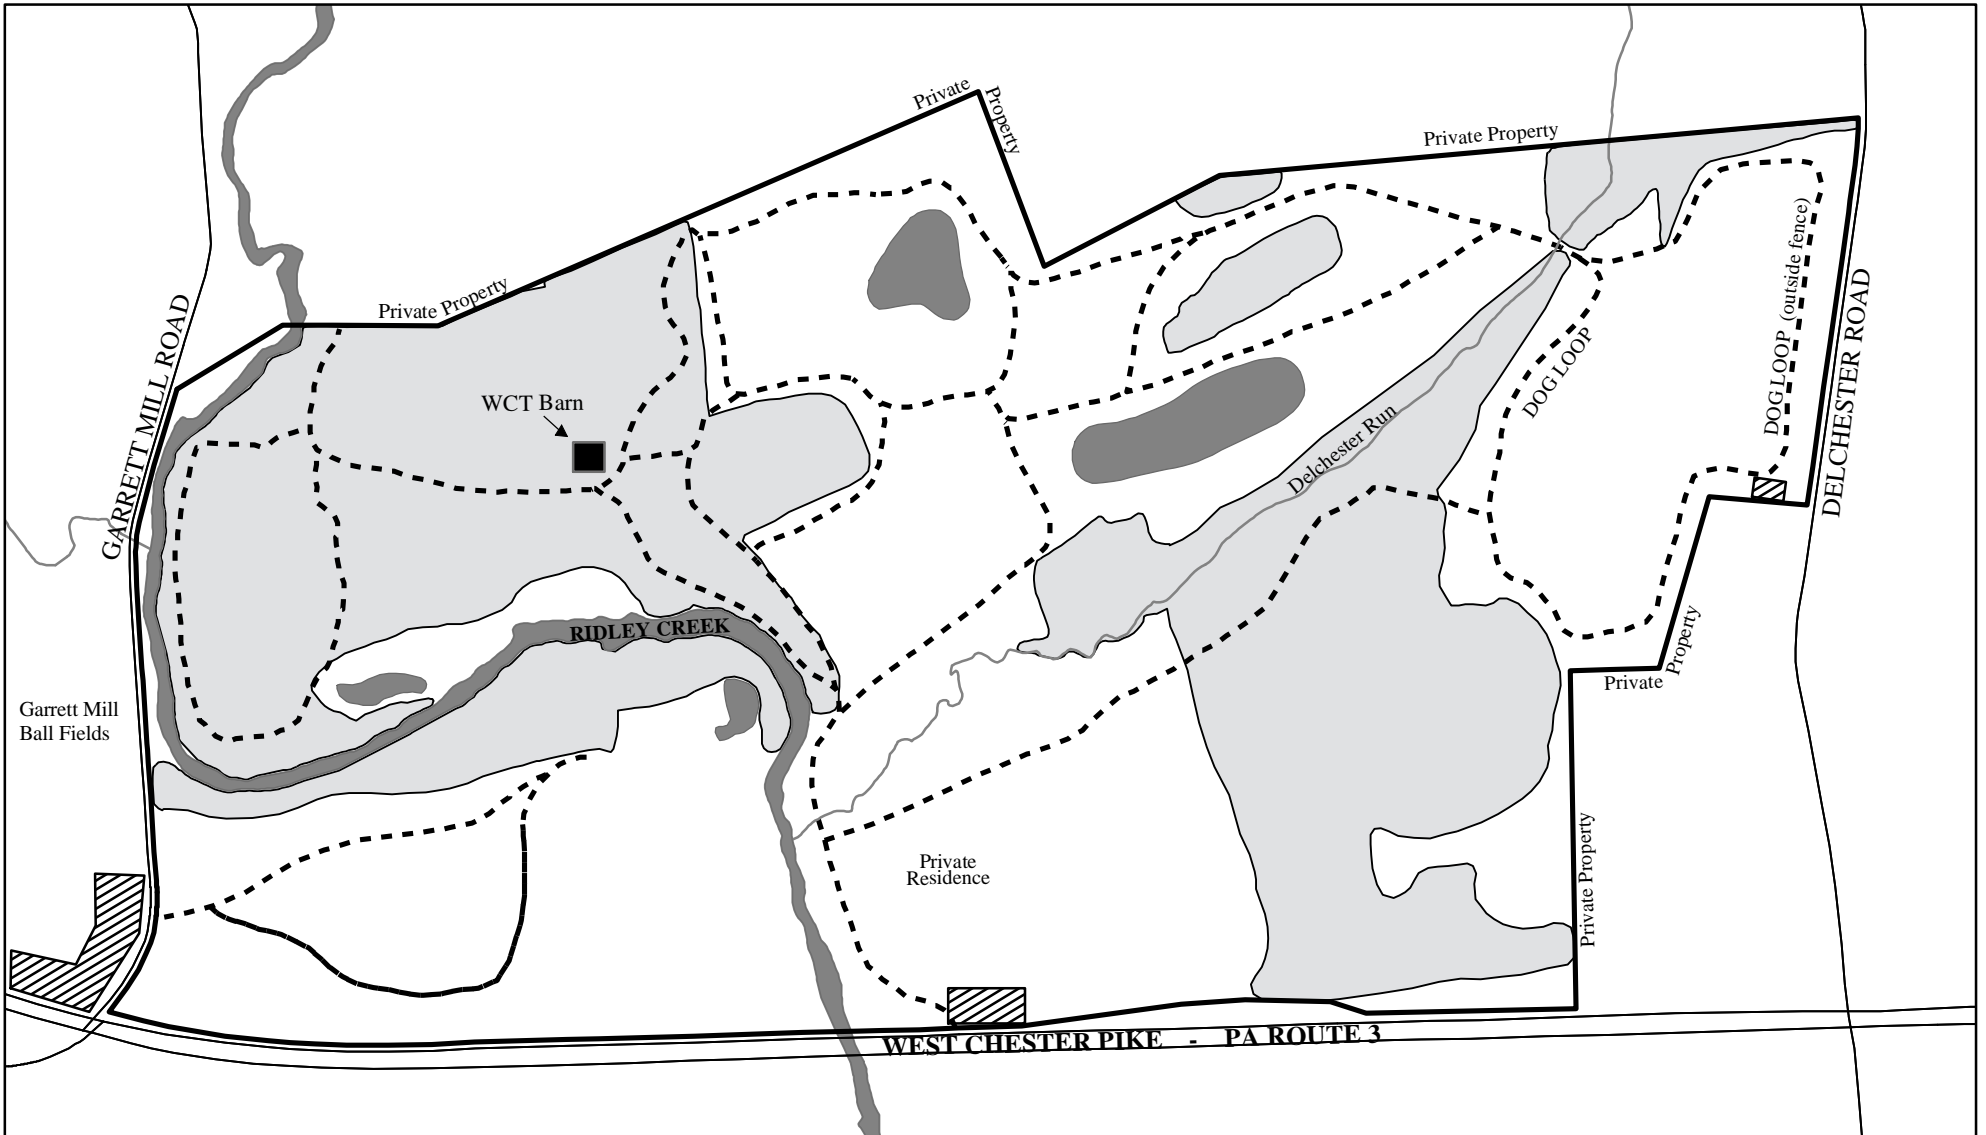 Private
Property
Private Property
Private Property
GARRETT MILL ROAD
WCT Barn
DOG LOOP (outside fence)
DOG LOOP
DELCHESTER ROAD
Delchester Run
RIDLEY CREEK
Garrett Mill
Ball Fields
Private
Property
Private Property
Private
Residence
WEST CHESTER PIKE - PA ROUTE 3